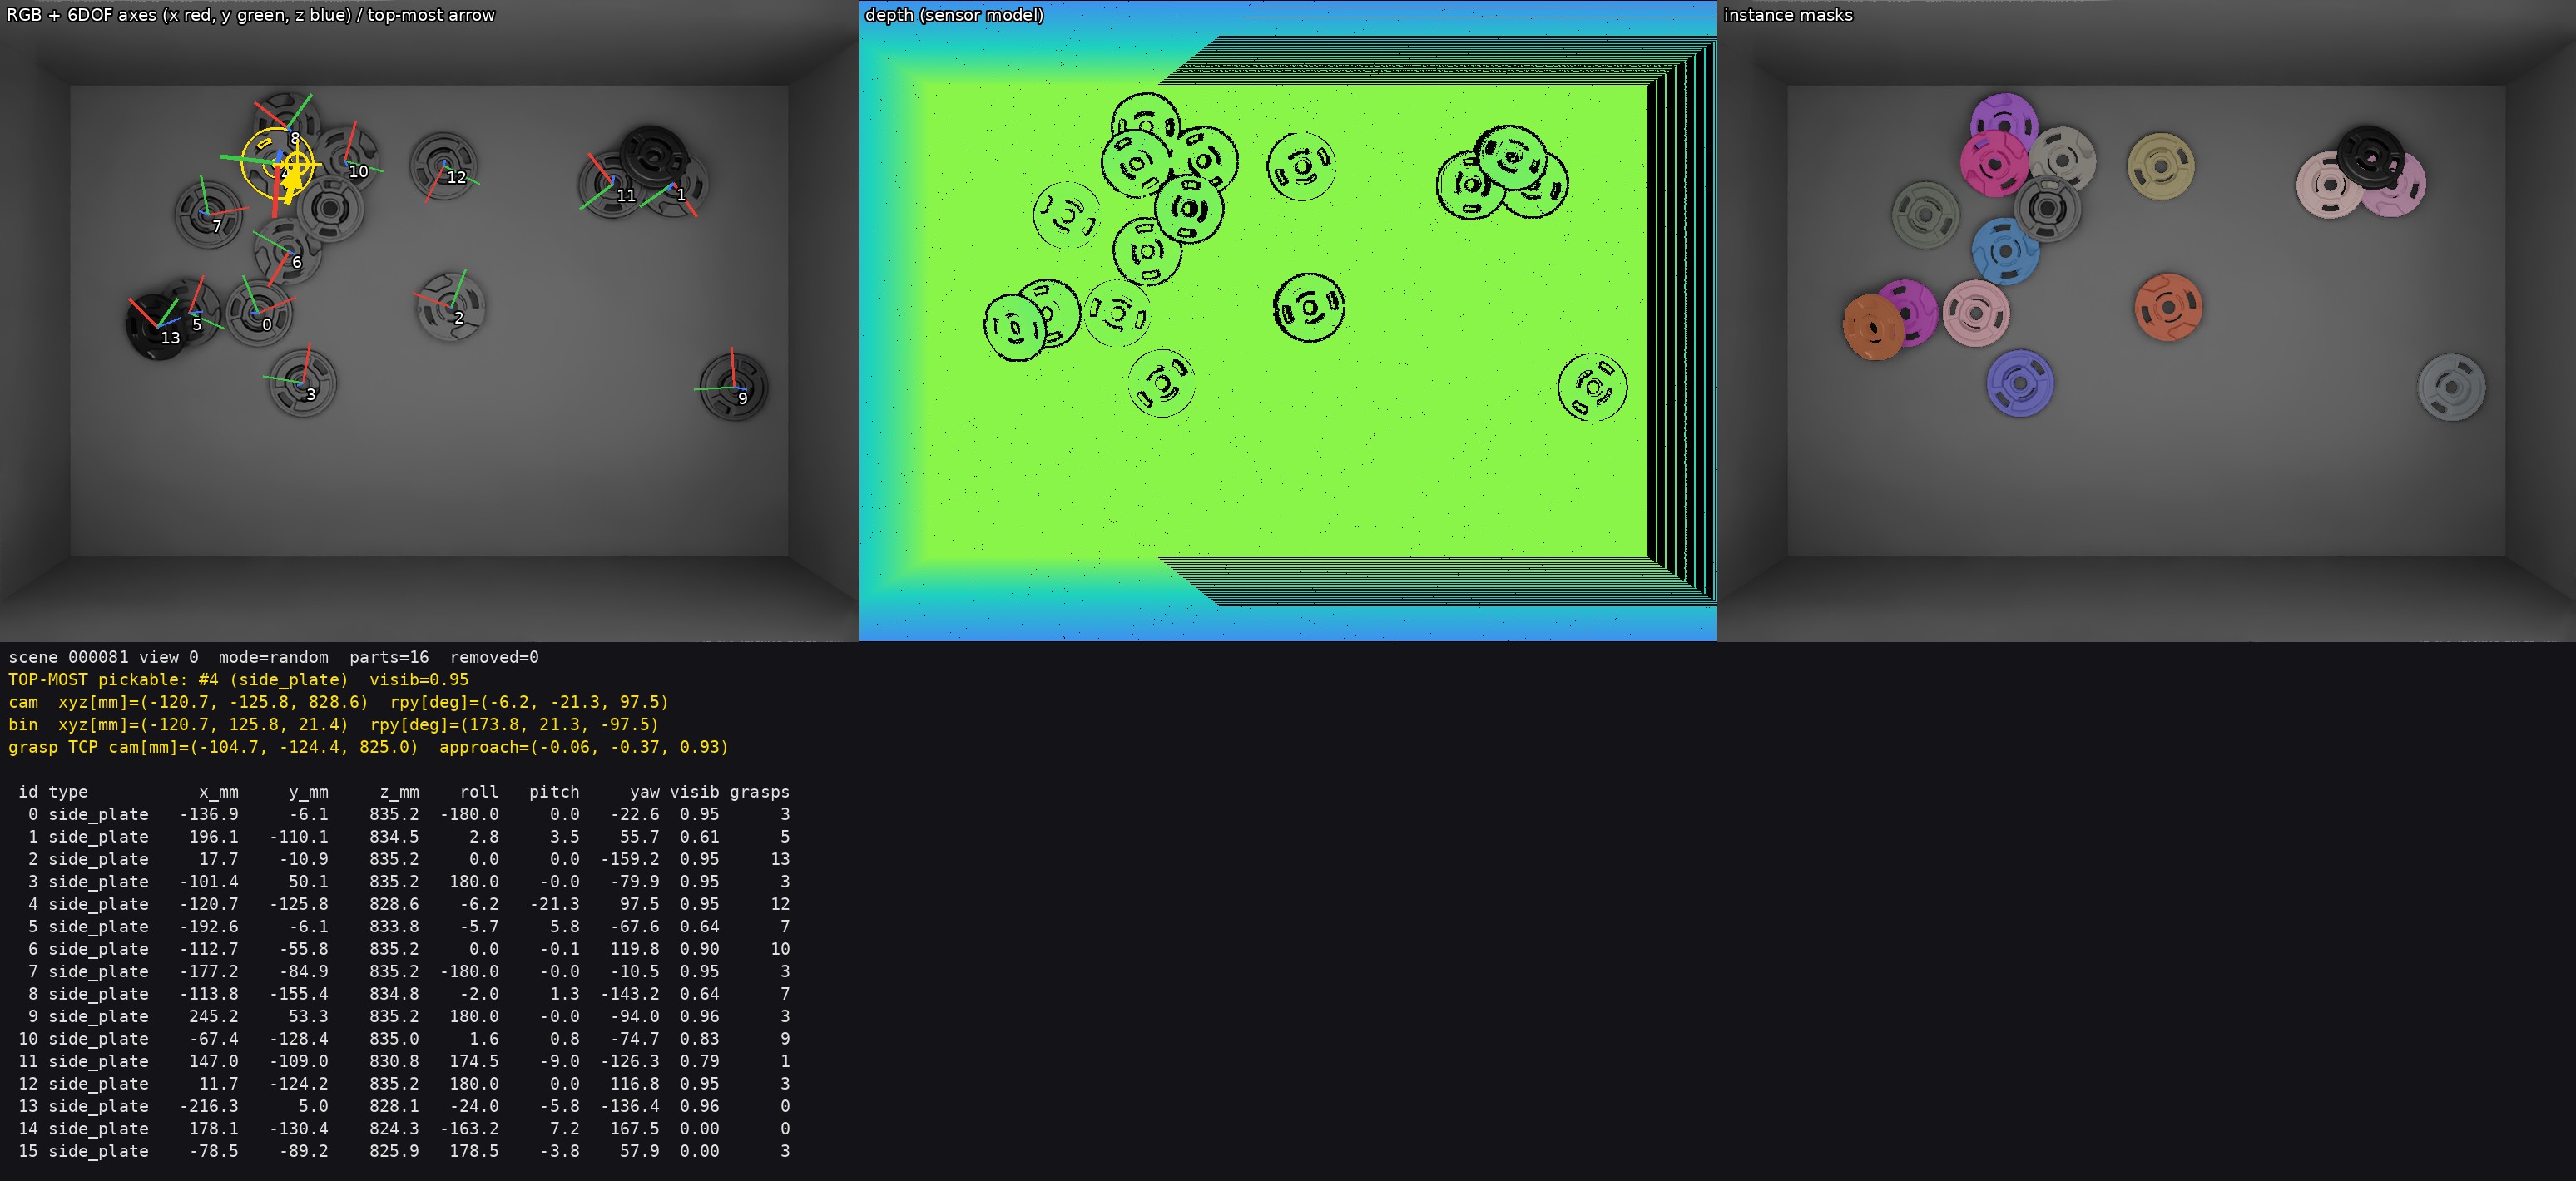 RGB + 6DOF axes (x red, y green, z blue) / top-most arrow
depth (sensor model)
instance masks
8
4
10
12
11
1
7
6
13
5
0
2
3
9
scene 000081 view 0  mode=random  parts=16  removed=0
TOP-MOST pickable: #4 (side_plate)  visib=0.95
cam  xyz[mm]=(-120.7, -125.8, 828.6)  rpy[deg]=(-6.2, -21.3, 97.5)
bin  xyz[mm]=(-120.7, 125.8, 21.4)  rpy[deg]=(173.8, 21.3, -97.5)
grasp TCP cam[mm]=(-104.7, -124.4, 825.0)  approach=(-0.06, -0.37, 0.93)
id type x_mm y_mm z_mm roll pitch yaw visib grasps
0 side_plate -136.9 -6.1 835.2 -180.0 0.0 -22.6 0.95 3
1 side_plate 196.1 -110.1 834.5 2.8 3.5 55.7 0.61 5
2 side_plate 17.7 -10.9 835.2 0.0 0.0 -159.2 0.95 13
3 side_plate -101.4 50.1 835.2 180.0 -0.0 -79.9 0.95 3
4 side_plate -120.7 -125.8 828.6 -6.2 -21.3 97.5 0.95 12
5 side_plate -192.6 -6.1 833.8 -5.7 5.8 -67.6 0.64 7
6 side_plate -112.7 -55.8 835.2 0.0 -0.1 119.8 0.90 10
7 side_plate -177.2 -84.9 835.2 -180.0 -0.0 -10.5 0.95 3
8 side_plate -113.8 -155.4 834.8 -2.0 1.3 -143.2 0.64 7
9 side_plate 245.2 53.3 835.2 180.0 -0.0 -94.0 0.96 3
10 side_plate -67.4 -128.4 835.0 1.6 0.8 -74.7 0.83 9
11 side_plate 147.0 -109.0 830.8 174.5 -9.0 -126.3 0.79 1
12 side_plate 11.7 -124.2 835.2 180.0 0.0 116.8 0.95 3
13 side_plate -216.3 5.0 828.1 -24.0 -5.8 -136.4 0.96 0
14 side_plate 178.1 -130.4 824.3 -163.2 7.2 167.5 0.00 0
15 side_plate -78.5 -89.2 825.9 178.5 -3.8 57.9 0.00 3